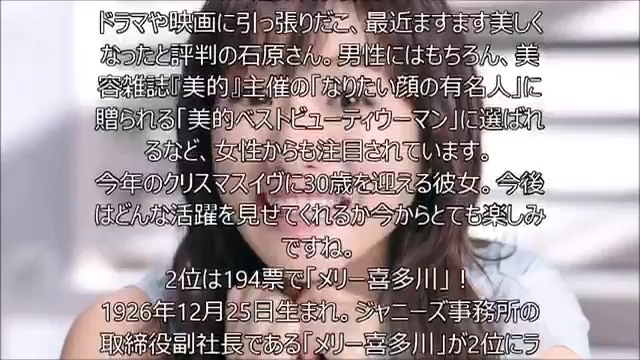 ドラマや映画に引っ張りだこ、最近ますます美しく
なったと評判の石原さん。男性にはもちろん、美
容雑誌『美的』主催の「なりたい顔の有名人」に
贈られる「美的ベストビューティウーマン」に選ばれ
るなど、女性からも注目されています。
今年のクリスマスイヴに30歳を迎える彼女。今後
はどんな活躍を見せてくれるか今からとても楽しみ
ですね。
2位は194票で「メリー喜多川」！
1926年12月25日生まれ。ジャニーズ事務所の
取締役副社長である「メリー喜多川」が2位にラ